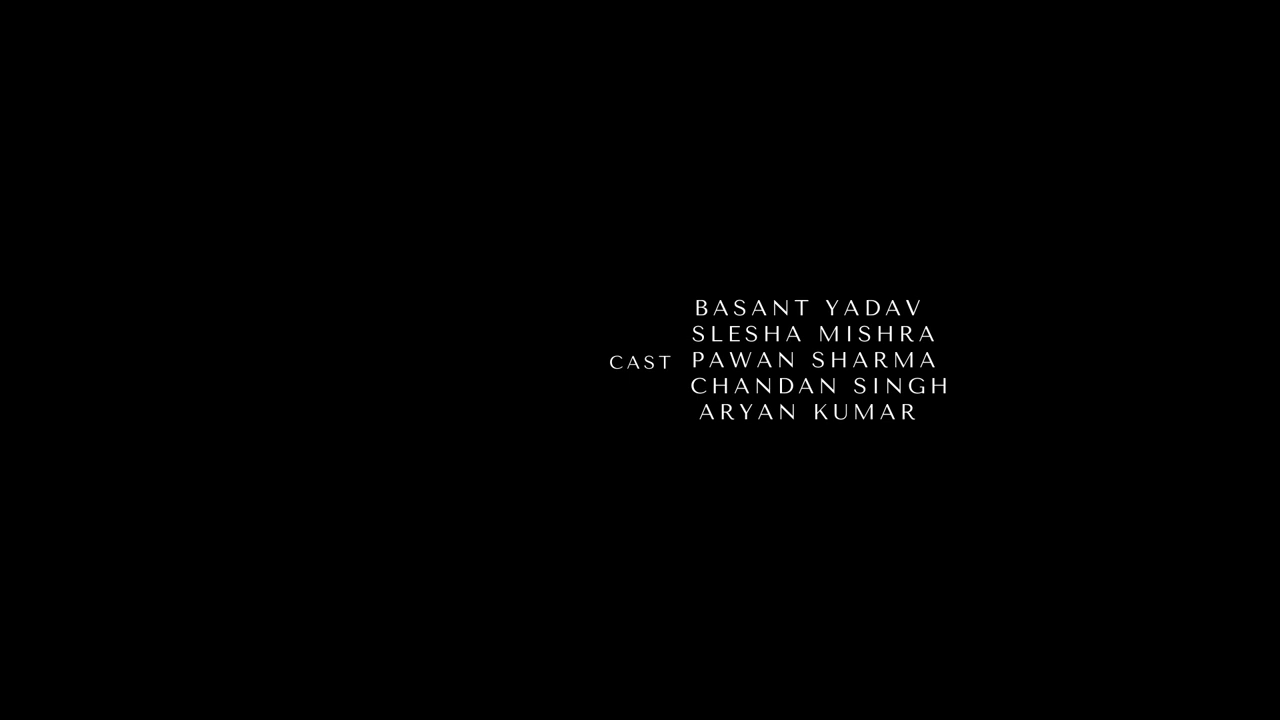 BASANT YADAV
SLESHA MISHRA
CAST PAWAN SHARMA
CHANDAN SINGH
ARYAN KUMAR